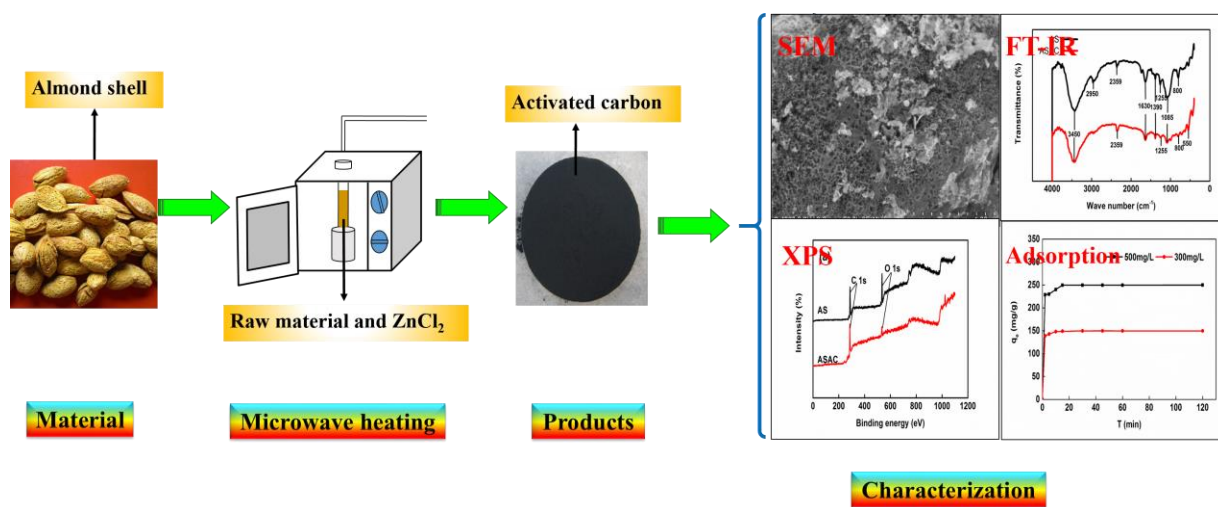 Almond shell
Activated carbon
Raw material and ZnCl₂
Material
Microwave heating
Products
Characterization
SEM
FT-IR
Transmittance (%)
2950
2359
1630
1390
1255
1085
800
3450
2359
1255
800
550
4000 3000 2000 1000 0
Wave number (cm⁻¹)
XPS
C 1s
O 1s
AS
ASAC
Intensity (%)
0 200 400 600 800 1000 1100
Binding energy (eV)
Adsorption
500mg/L
300mg/L
350
300
250
200
150
100
50
0
0 20 40 60 80 100 120
T (min)